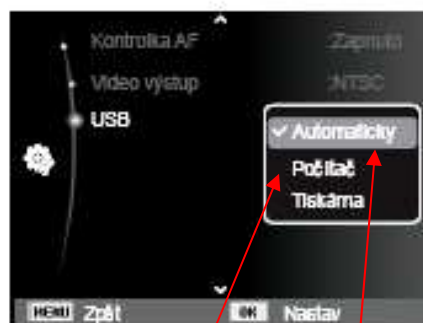 Kontrolka AF :Zapnuto
Video výstup :NTSC
USB
Automaticky
Počítač
Tiskárna
MENU Zpět
OK Nastav